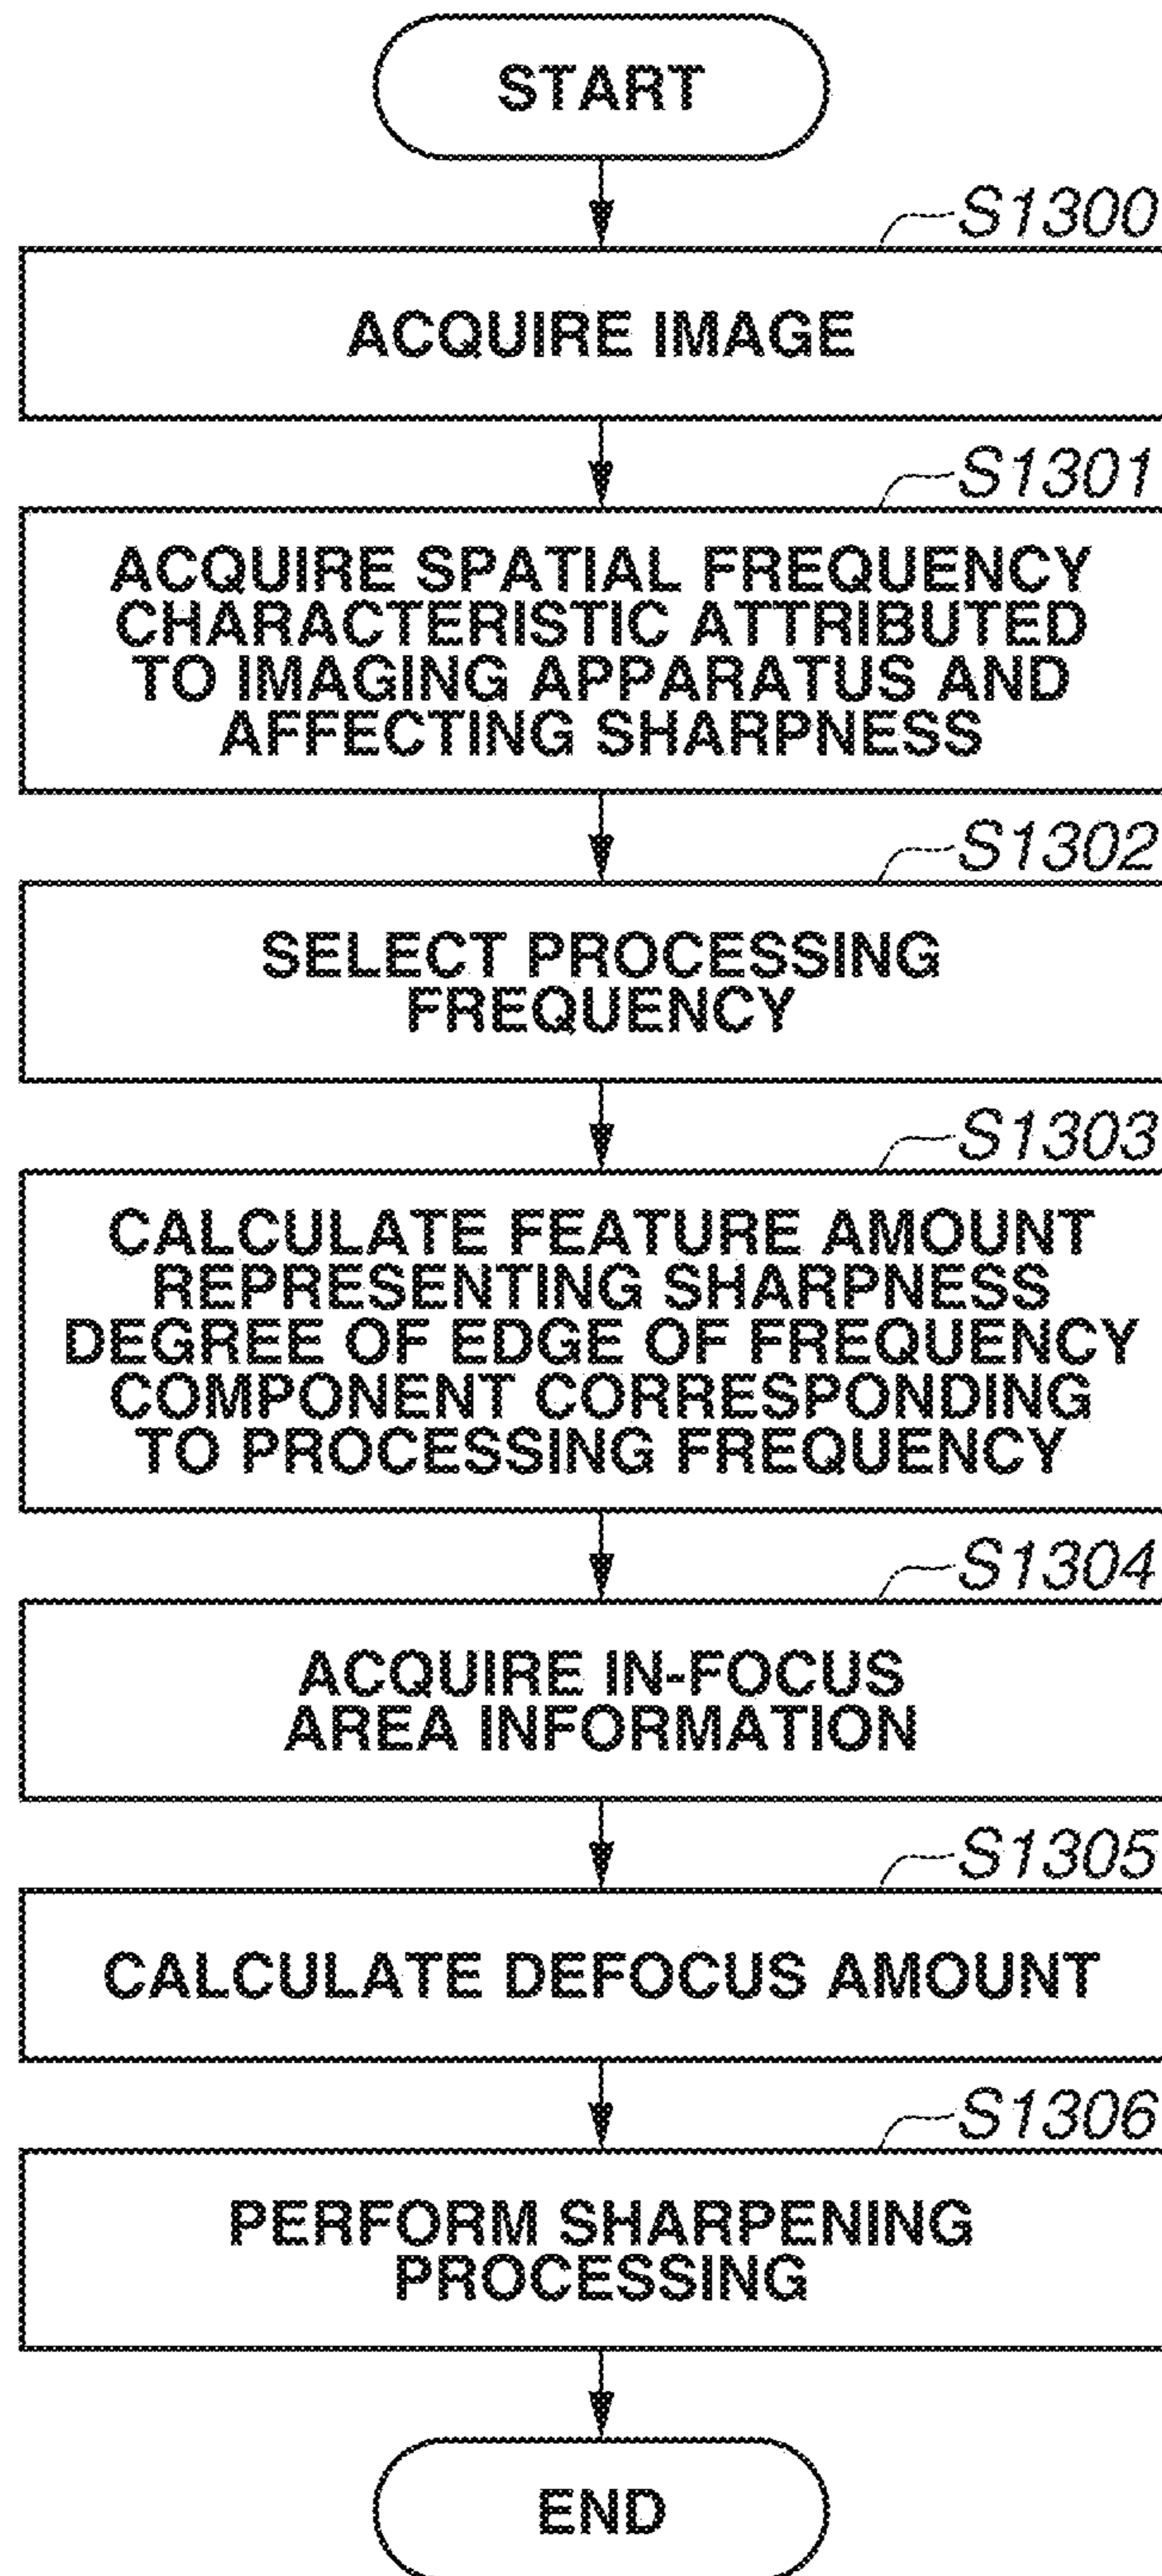 START
S1300
ACQUIRE IMAGE
S1301
ACQUIRE SPATIAL FREQUENCY
CHARACTERISTIC ATTRIBUTED
TO IMAGING APPARATUS AND
AFFECTING SHARPNESS
S1302
SELECT PROCESSING
FREQUENCY
S1303
CALCULATE FEATURE AMOUNT
REPRESENTING SHARPNESS
DEGREE OF EDGE OF FREQUENCY
COMPONENT CORRESPONDING
TO PROCESSING FREQUENCY
S1304
ACQUIRE IN-FOCUS
AREA INFORMATION
S1305
CALCULATE DEFOCUS AMOUNT
S1306
PERFORM SHARPENING
PROCESSING
END